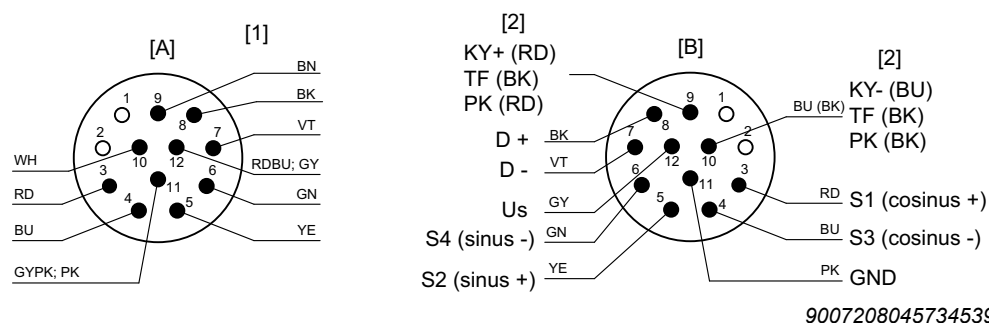 [A]
[1]
BN
BK
VT
RDBU; GY
GN
YE
1
9
8
2
7
10
12
3
11
6
4
5
WH
RD
BU
GYPK; PK
[2]
KY+ (RD)
TF (BK)
PK (RD)
D +
BK
D -
VT
Us
GY
S4 (sinus -)
GN
S2 (sinus +)
YE
[B]
9
1
8
7
2
12
10
6
11
3
5
4
[2]
BU (BK)
KY- (BU)
TF (BK)
PK (BK)
RD
S1 (cosinus +)
BU
S3 (cosinus -)
PK
GND
9007208045734539